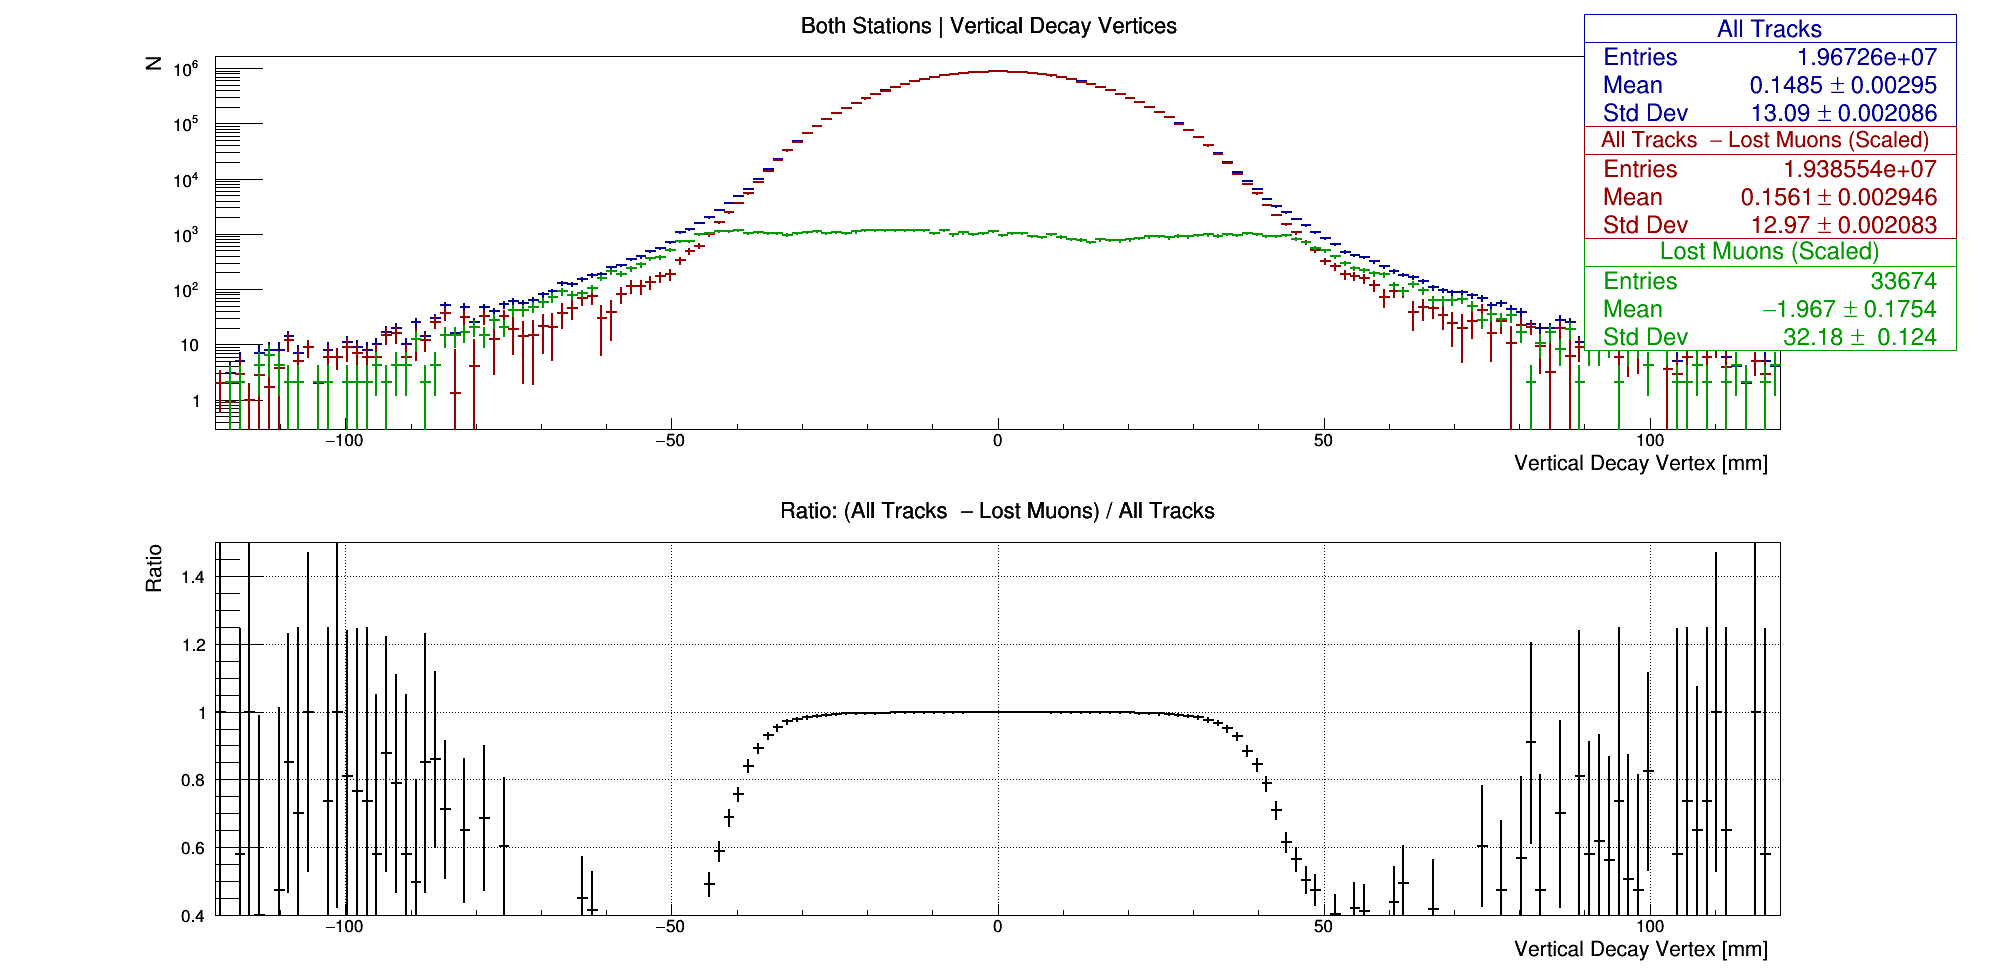 Both Stations | Vertical Decay Vertices
N
10⁶
10⁵
10⁴
10³
10²
10
1
−100
−50
0
50
100
Vertical Decay Vertex [mm]
All Tracks
Entries 1.96726e+07
Mean 0.1485 ± 0.00295
Std Dev 13.09 ± 0.002086
All Tracks − Lost Muons (Scaled)
Entries 1.938554e+07
Mean 0.1561 ± 0.002946
Std Dev 12.97 ± 0.002083
Lost Muons (Scaled)
Entries 33674
Mean −1.967 ± 0.1754
Std Dev 32.18 ± 0.124
Ratio: (All Tracks − Lost Muons) / All Tracks
Ratio
1.4
1.2
1
0.8
0.6
0.4
−100
−50
0
50
100
Vertical Decay Vertex [mm]